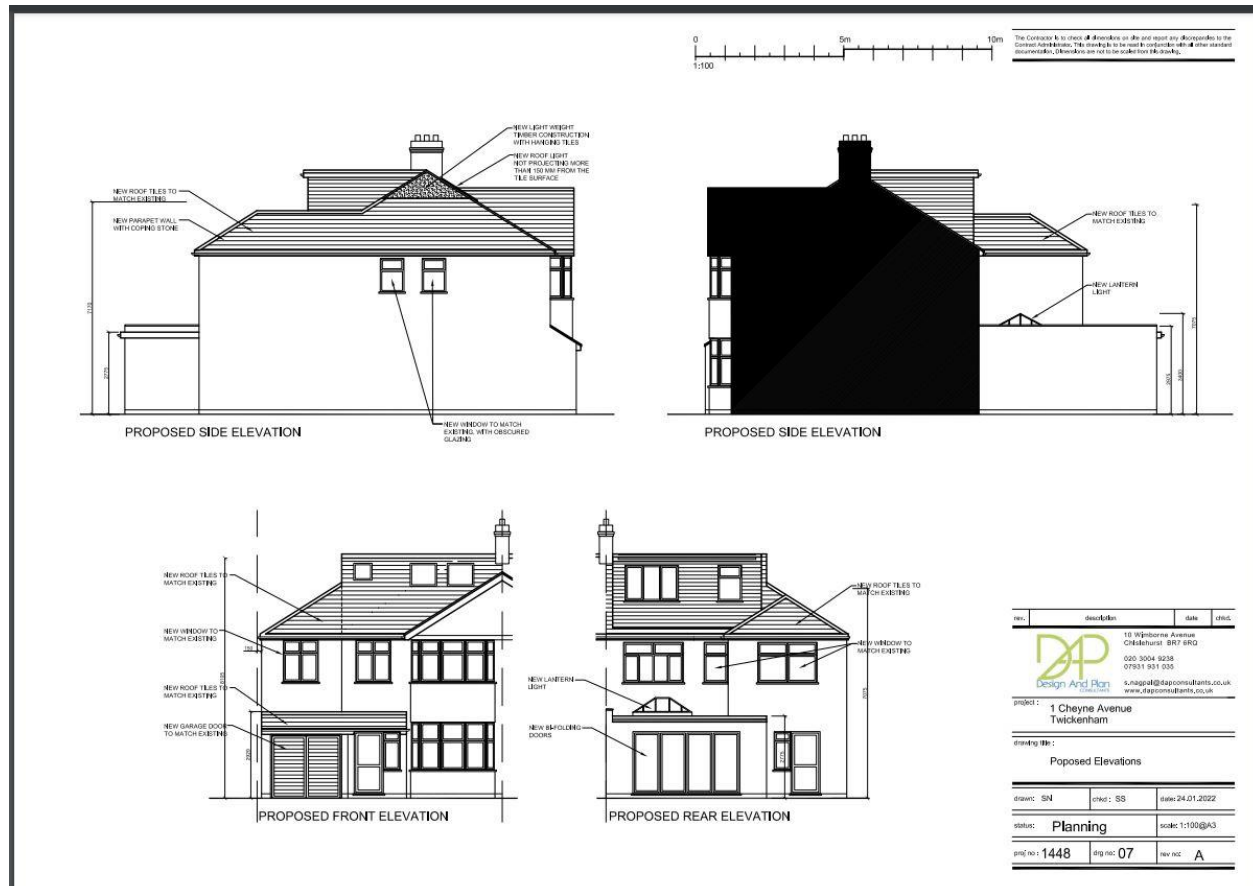 0 5m 10m
1:100
The Contractor is to check all dimensions on site and report any discrepancies to the
Contract Administrator. This drawing is to be read in conjunction with all other standard
documentation. Dimensions are not to be scaled from this drawing.
NEW LIGHT WEIGHT
TIMBER CONSTRUCTION
WITH HANGING TILES
NEW ROOF LIGHT
NOT PROJECTING MORE
THAN 150 MM FROM THE
TILE SURFACE
NEW ROOF TILES TO
MATCH EXISTING
NEW PARAPET WALL
WITH COPING STONE
7170
2770
NEW WINDOW TO MATCH
EXISTING, WITH OBSCURED
GLAZING
PROPOSED SIDE ELEVATION
NEW ROOF TILES TO
MATCH EXISTING
NEW LANTERN
LIGHT
2975
3400
7075
PROPOSED SIDE ELEVATION
NEW ROOF TILES TO
MATCH EXISTING
NEW WINDOW TO
MATCH EXISTING
NEW ROOF TILES TO
MATCH EXISTING
NEW GARAGE DOOR
TO MATCH EXISTING
PROPOSED FRONT ELEVATION
NEW ROOF TILES TO
MATCH EXISTING
NEW WINDOW TO
MATCH EXISTING
NEW LANTERN
LIGHT
NEW BI-FOLDING
DOORS
2775
7075
PROPOSED REAR ELEVATION
rev. description date chkd.
DAP
Design And Plan
CONSULTANTS
10 Wimborne Avenue
Chislehurst BR7 6RQ
020 3004 9238
07931 931 035
s.nagpal@dapconsultants.co.uk
www.dapconsultants.co.uk
project :
1 Cheyne Avenue
Twickenham
drawing title :
Poposed Elevations
drawn: SN chkd : SS date: 24.01.2022
status: Planning scale: 1:100@A3
proj no : 1448 drg no: 07 rev no: A